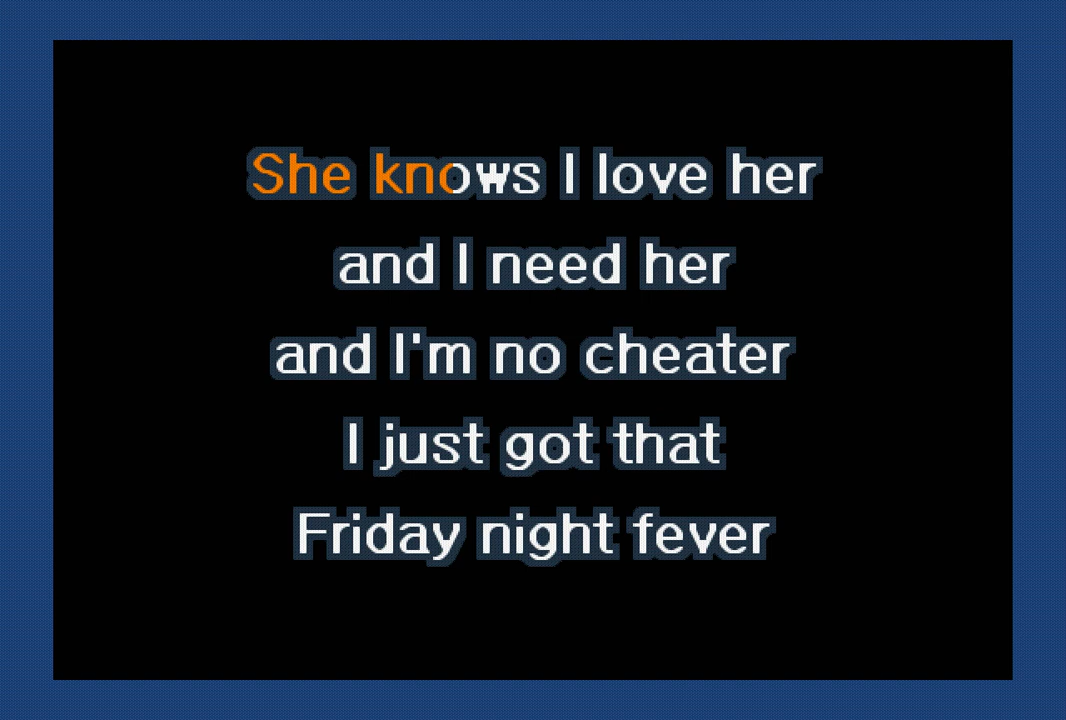 She knows I love her
and I need her
and I'm no cheater
I just got that
Friday night fever